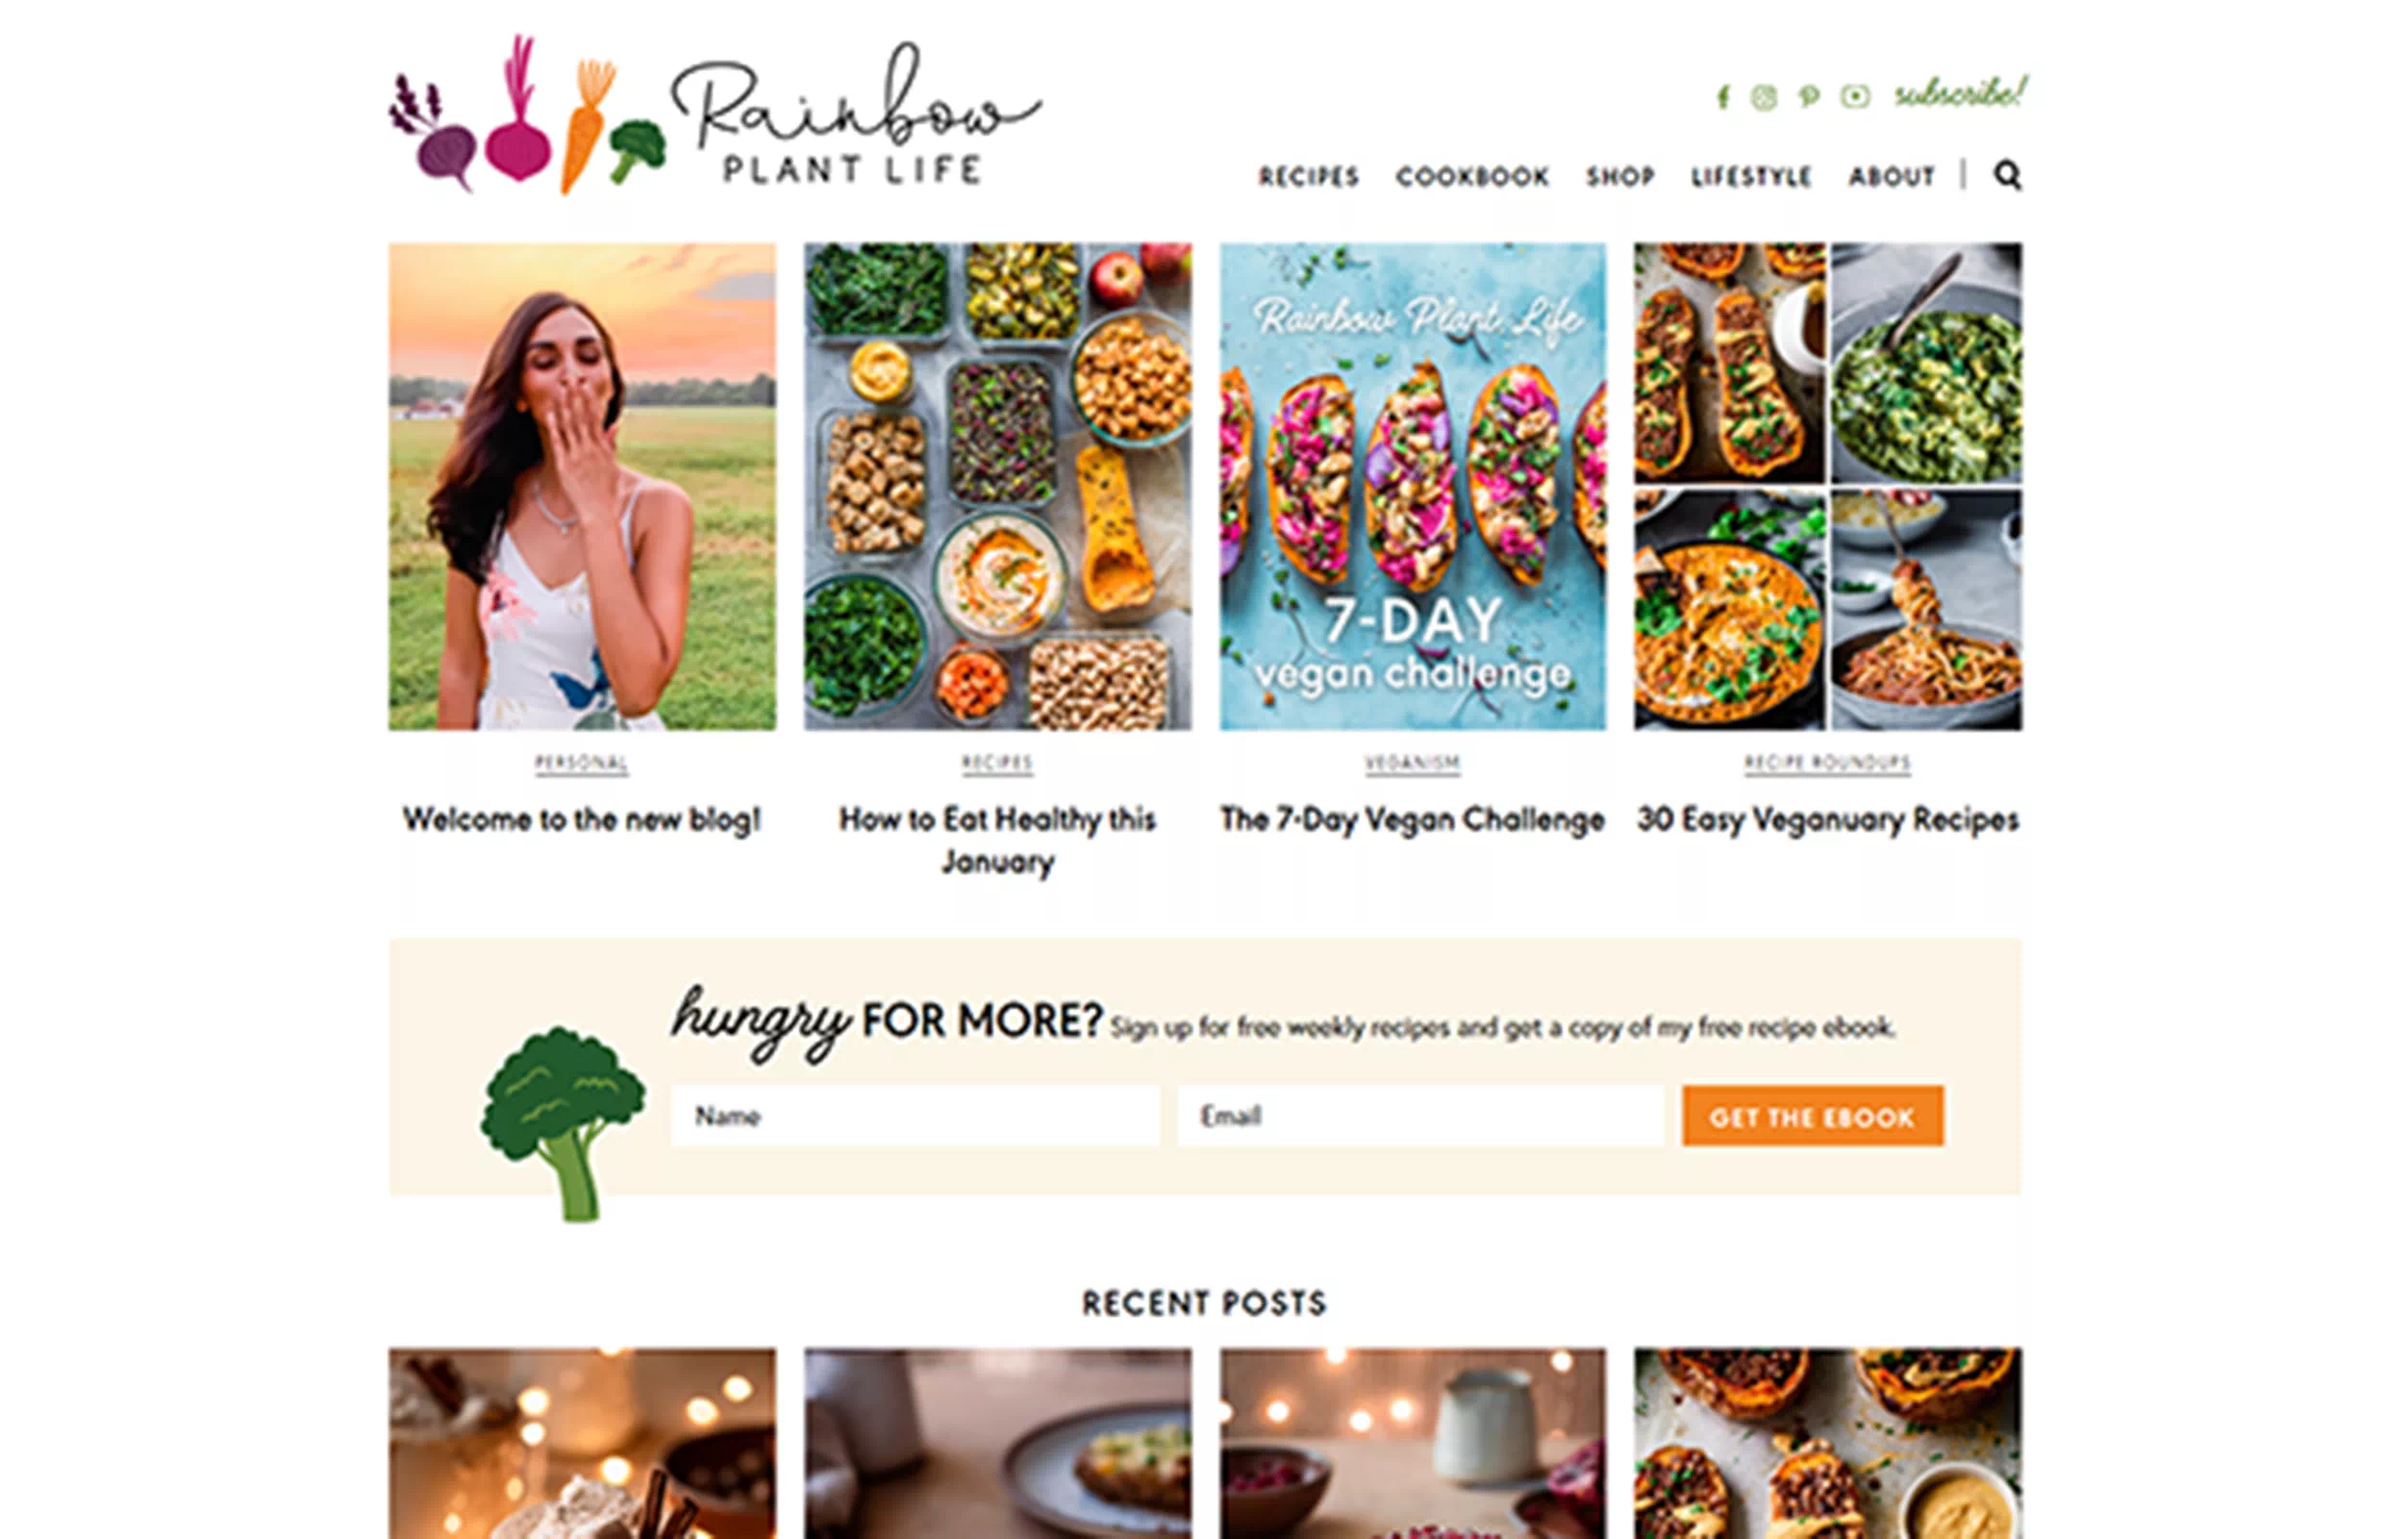 Rainbow
PLANT LIFE
subscribe!
RECIPES COOKBOOK SHOP LIFESTYLE ABOUT
Rainbow Plant Life
7-DAY
vegan challenge
PERSONAL
Welcome to the new blog!
RECIPES
How to Eat Healthy this
January
VEGANISM
The 7-Day Vegan Challenge
RECIPE ROUNDUPS
30 Easy Veganuary Recipes
hungry FOR MORE? Sign up for free weekly recipes and get a copy of my free recipe ebook.
Name
Email
GET THE EBOOK
RECENT POSTS